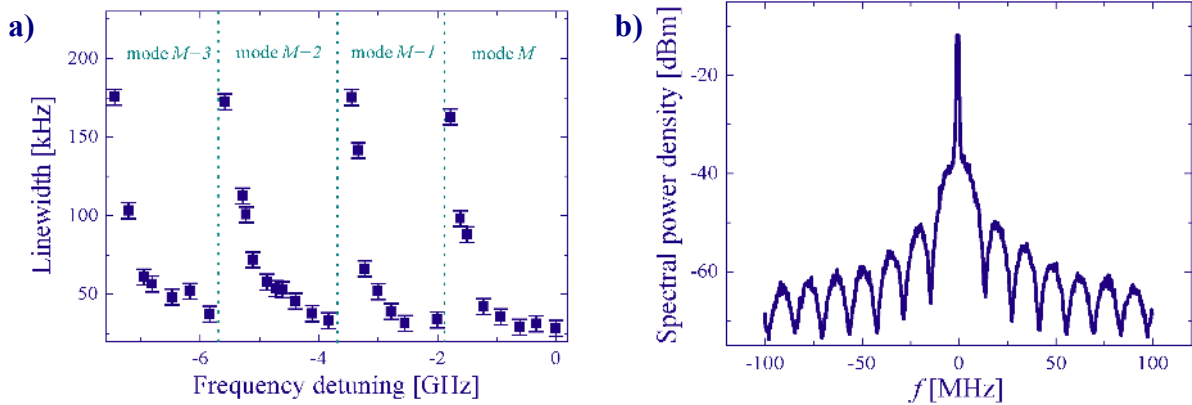 a)
mode M−3 mode M−2 mode M−1 mode M
Linewidth [kHz]
200
150
100
50
-6 -4 -2 0
Frequency detuning [GHz]
b)
Spectral power density [dBm]
-20
-40
-60
-100 -50 0 50 100
f [MHz]